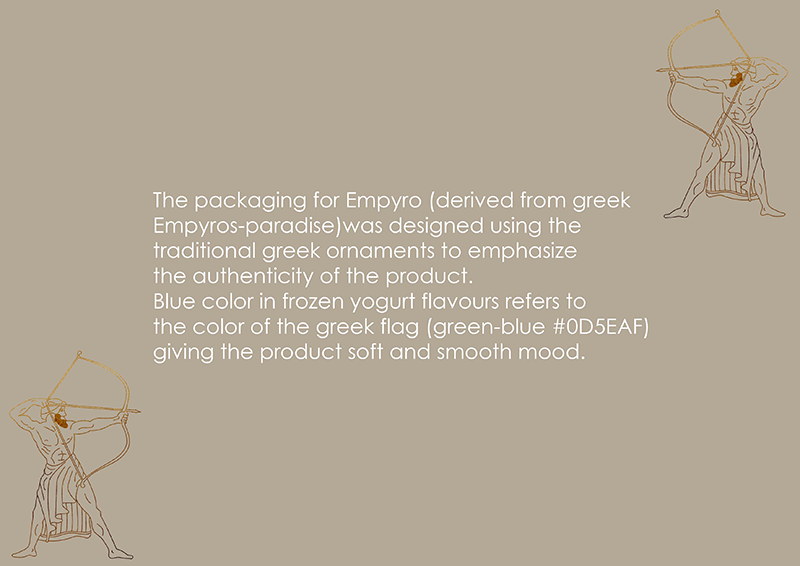 The packaging for Empyro (derived from greek
Empyros-paradise)was designed using the
traditional greek ornaments to emphasize
the authenticity of the product.
Blue color in frozen yogurt flavours refers to
the color of the greek flag (green-blue #0D5EAF)
giving the product soft and smooth mood.